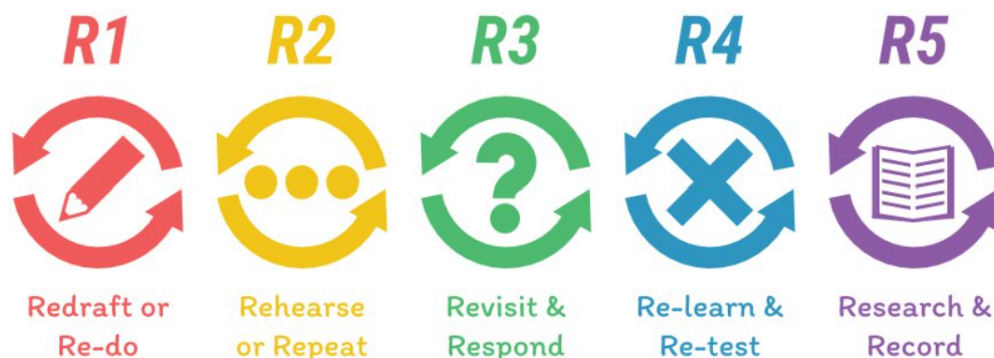 R1 R2 R3 R4 R5
Redraft or Rehearse Revisit & Re-learn & Research &
Re-do or Repeat Respond Re-test Record